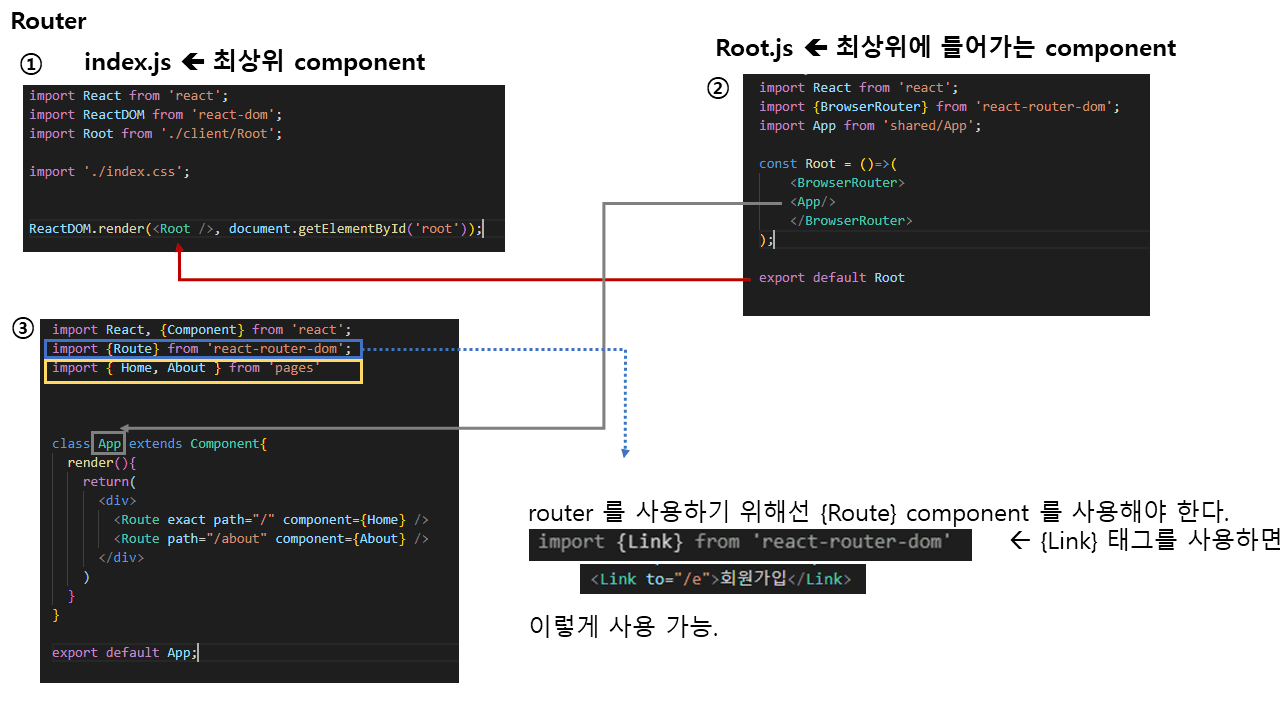 Router
① index.js 🡸 최상위 component
import React from 'react';
import ReactDOM from 'react-dom';
import Root from './client/Root';
import './index.css';
ReactDOM.render(<Root />, document.getElementById('root'));
Root.js 🡸 최상위에 들어가는 component
②
import React from 'react';
import {BrowserRouter} from 'react-router-dom';
import App from 'shared/App';
const Root = ()=>(
<BrowserRouter>
<App/>
</BrowserRouter>
);
export default Root
③
import React, {Component} from 'react';
import {Route} from 'react-router-dom';
import { Home, About } from 'pages'
class App extends Component{
render(){
return(
<div>
<Route exact path="/" component={Home} />
<Route path="/about" component={About} />
</div>
)
}
}
export default App;
router 를 사용하기 위해선 {Route} component 를 사용해야 한다.
import {Link} from 'react-router-dom' ← {Link} 태그를 사용하면
<Link to="/e">회원가입</Link>
이렇게 사용 가능.